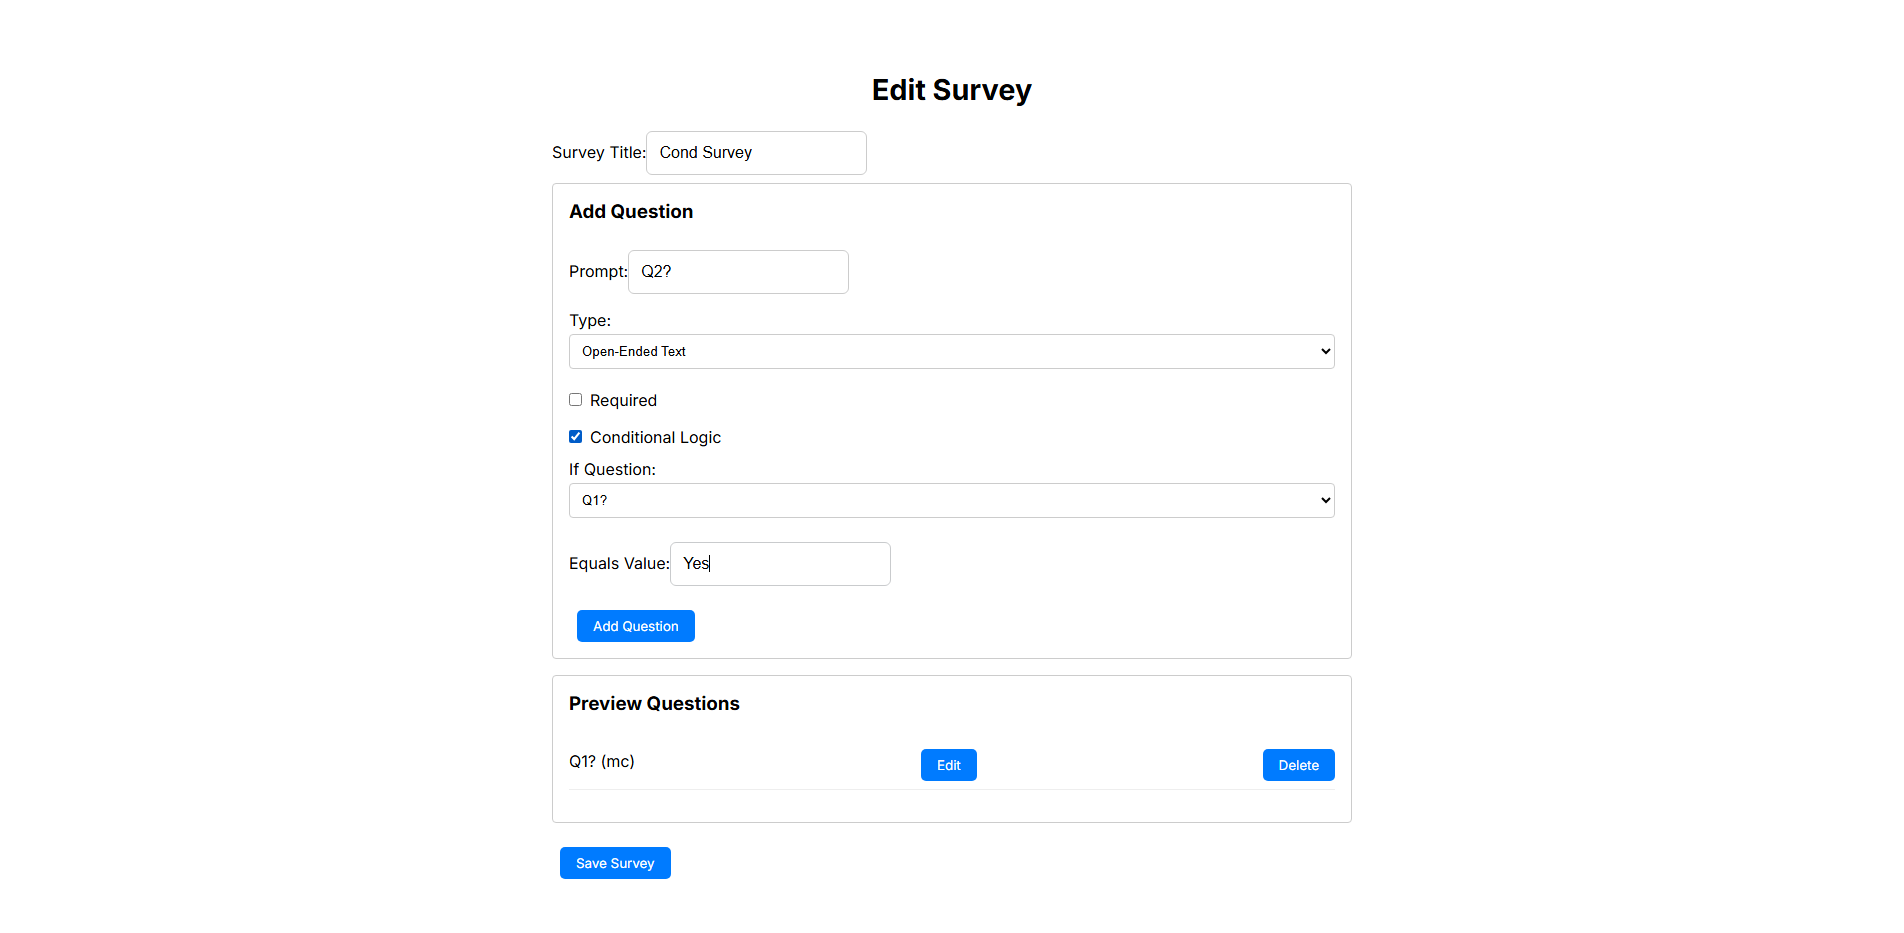 Edit Survey
Survey Title: Cond Survey
Add Question
Prompt: Q2?
Type:
Open-Ended Text
Required
Conditional Logic
If Question:
Q1?
Equals Value: Yes
Add Question
Preview Questions
Q1? (mc) Edit Delete
Save Survey